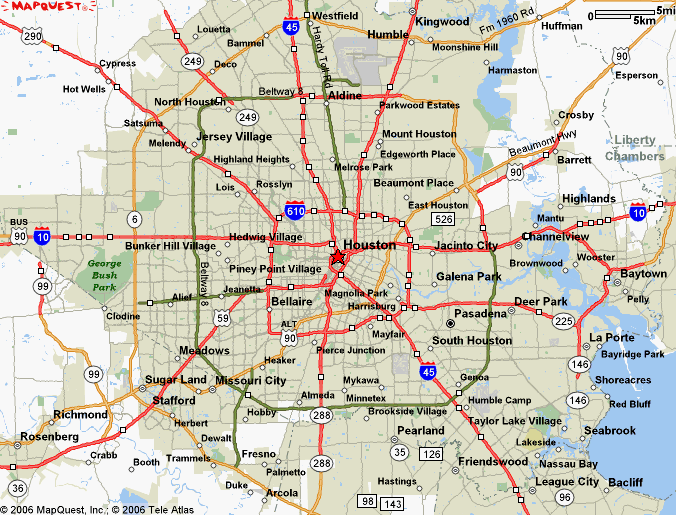 MAPQUEST
290
Louetta
Bammel
Westfield
45
Hardy Toll Rd
Humble
Kingwood
Fm 1960 Rd
Huffman
5mi
5km
0
Moonshine Hill
90
Cypress
249
Deco
Hot Wells
Harmaston
Esperson
North Houston
Beltway 8
Aldine
Parkwood Estates
249
Satsuma
Crosby
Melendy
Jersey Village
Mount Houston
Beaumont Hwy
Liberty
Chambers
Highland Heights
Edgeworth Place
Barrett
Melrose Park
90
Lois
Rosslyn
Beaumont Place
6
610
East Houston
526
Highlands
10
BUS
90
10
Mantu
Hedwig Village
Houston
Channelview
Bunker Hill Village
Jacinto City
George
Bush
Park
Piney Point Village
Brownwood
Wooster
Baytown
99
Beltway 8
Galena Park
Alief
Jeanetta
Magnolia Park
Pelly
Bellaire
Harrisburg
Deer Park
Clodine
59
Pasadena
225
ALT
90
Mayfair
La Porte
Meadows
Pierce Junction
South Houston
Bayridge Park
Heaker
146
99
45
Sugar Land
Missouri City
Mykawa
Genoa
Shoreacres
Stafford
Almeda
Minnetex
Humble Camp
146
Red Bluff
Richmond
Hobby
288
Brookside Village
Taylor Lake Village
Herbert
Pearland
Seabrook
Rosenberg
Dewalt
35
126
Lakeside
Crabb
Booth
Trammels
Fresno
288
Friendswood
Nassau Bay
Palmetto
Hastings
36
Duke
Arcola
98
143
League City
96
Bacliff
© 2006 MapQuest, Inc.; © 2006 Tele Atlas